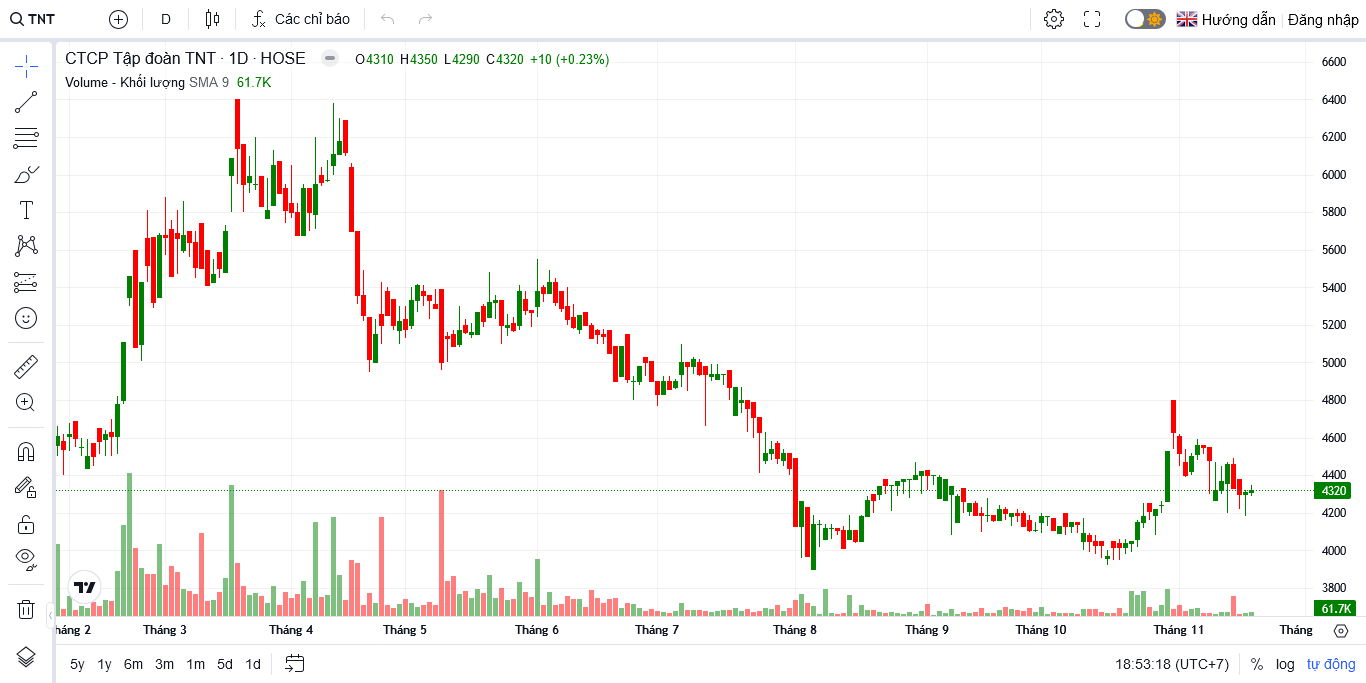 TNT D Các chỉ báo Hướng dẫn Đăng nhập
CTCP Tập đoàn TNT · 1D · HOSE O4310 H4350 L4290 C4320 +10 (+0.23%)
Volume - Khối lượng SMA 9 61.7K
6600
6400
6200
6000
5800
5600
5400
5200
5000
4800
4600
4400
4320
4200
4000
3800
61.7K
háng 2 Tháng 3 Tháng 4 Tháng 5 Tháng 6 Tháng 7 Tháng 8 Tháng 9 Tháng 10 Tháng 11 Tháng
5y 1y 6m 3m 1m 5d 1d 18:53:18 (UTC+7) % log tự động